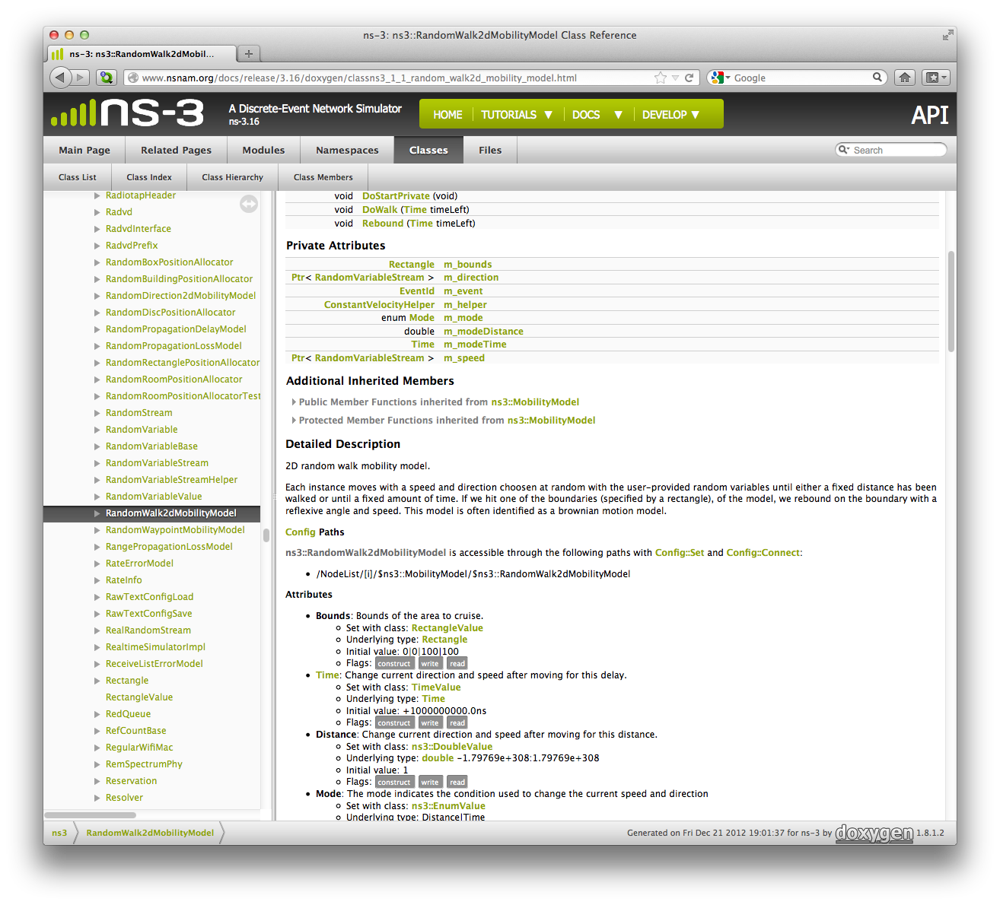 ns-3: ns3::RandomWalk2dMobilityModel Class Reference
ns-3: ns3::RandomWalk2dMobil...
www.nsnam.org/docs/release/3.16/doxygen/classns3_1_1_random_walk2d_mobility_model.html
Google
ns-3
A Discrete-Event Network Simulator
ns-3.16
HOME
TUTORIALS ▼
DOCS ▼
DEVELOP ▼
API
Main Page
Related Pages
Modules
Namespaces
Classes
Files
Search
Class List
Class Index
Class Hierarchy
Class Members
RadiotapHeader
Radvd
RadvdInterface
RadvdPrefix
RandomBoxPositionAllocator
RandomBuildingPositionAllocator
RandomDirection2dMobilityModel
RandomDiscPositionAllocator
RandomPropagationDelayModel
RandomPropagationLossModel
RandomRectanglePositionAllocator
RandomRoomPositionAllocator
RandomRoomPositionAllocatorTest
RandomStream
RandomVariable
RandomVariableBase
RandomVariableStream
RandomVariableStreamHelper
RandomVariableValue
RandomWalk2dMobilityModel
RandomWaypointMobilityModel
RangePropagationLossModel
RateErrorModel
RateInfo
RawTextConfigLoad
RawTextConfigSave
RealRandomStream
RealtimeSimulatorImpl
ReceiveListErrorModel
Rectangle
RectangleValue
RedQueue
RefCountBase
RegularWifiMac
RemSpectrumPhy
Reservation
Resolver
void DoStartPrivate (void)
void DoWalk (Time timeLeft)
void Rebound (Time timeLeft)
Private Attributes
Rectangle m_bounds
Ptr< RandomVariableStream > m_direction
EventId m_event
ConstantVelocityHelper m_helper
enum Mode m_mode
double m_modeDistance
Time m_modeTime
Ptr< RandomVariableStream > m_speed
Additional Inherited Members
Public Member Functions inherited from ns3::MobilityModel
Protected Member Functions inherited from ns3::MobilityModel
Detailed Description
2D random walk mobility model.
Each instance moves with a speed and direction choosen at random with the user-provided random variables until either a fixed distance has been
walked or until a fixed amount of time. If we hit one of the boundaries (specified by a rectangle), of the model, we rebound on the boundary with a
reflexive angle and speed. This model is often identified as a brownian motion model.
Config Paths
ns3::RandomWalk2dMobilityModel is accessible through the following paths with Config::Set and Config::Connect:
• /NodeList/[i]/$ns3::MobilityModel/$ns3::RandomWalk2dMobilityModel
Attributes
• Bounds: Bounds of the area to cruise.
Set with class: RectangleValue
Underlying type: Rectangle
Initial value: 0|0|100|100
Flags: construct write read
• Time: Change current direction and speed after moving for this delay.
Set with class: TimeValue
Underlying type: Time
Initial value: +1000000000.0ns
Flags: construct write read
• Distance: Change current direction and speed after moving for this distance.
Set with class: ns3::DoubleValue
Underlying type: double -1.79769e+308:1.79769e+308
Initial value: 1
Flags: construct write read
• Mode: The mode indicates the condition used to change the current speed and direction
Set with class: ns3::EnumValue
Underlying type: Distance|Time
ns3
RandomWalk2dMobilityModel
Generated on Fri Dec 21 2012 19:01:37 for ns-3 by doxygen 1.8.1.2